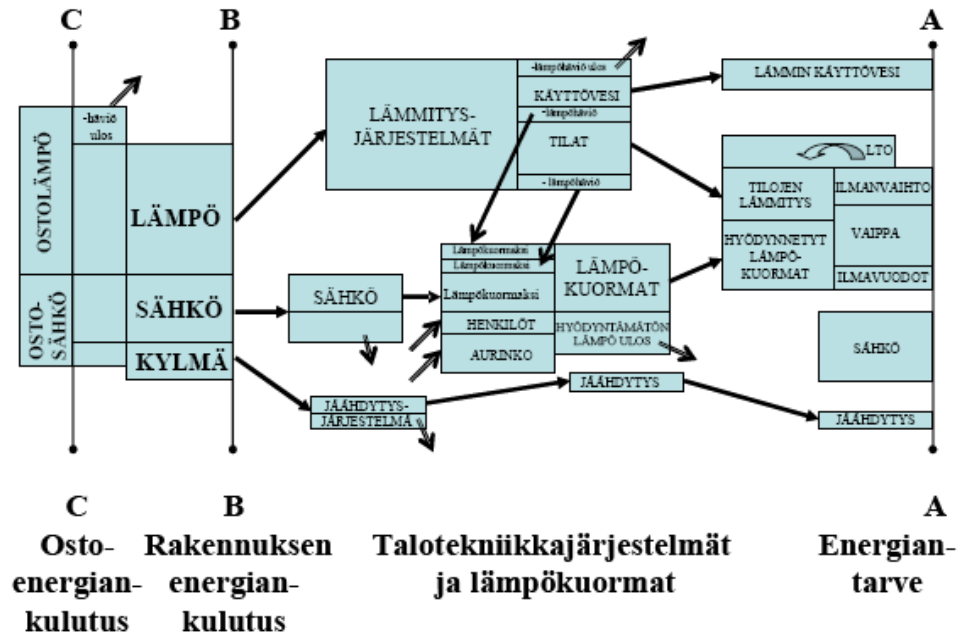 C
B
A
-häviö
ulos
OSTOLÄMPÖ
OSTO-
SÄHKÖ
LÄMPÖ
SÄHKÖ
KYLMÄ
LÄMMITYS-
JÄRJESTELMÄT
-lämpöhäviö ulos
KÄYTTÖVESI
-lämpöhäviö
TILAT
- lämpöhäviö
LÄMMIN KÄYTTÖVESI
LTO
TILOJEN
LÄMMITYS
ILMANVAIHTO
HYÖDYNNETYT
LÄMPÖ-
KUORMAT
VAIPPA
ILMAVUODOT
SÄHKÖ
Lämpökuormaksi
Lämpökuormaksi
Lämpökuormaksi
HENKILÖT
AURINKO
LÄMPÖ-
KUORMAT
HYÖDYNTÄMÄTÖN
LÄMPÖ ULOS
SÄHKÖ
JÄÄHDYTYS-
JÄRJESTELMÄ
JÄÄHDYTYS
JÄÄHDYTYS
C
B
A
Osto-
energian-
kulutus
Rakennuksen
energian-
kulutus
Talotekniikkajärjestelmät
ja lämpökuormat
Energian-
tarve